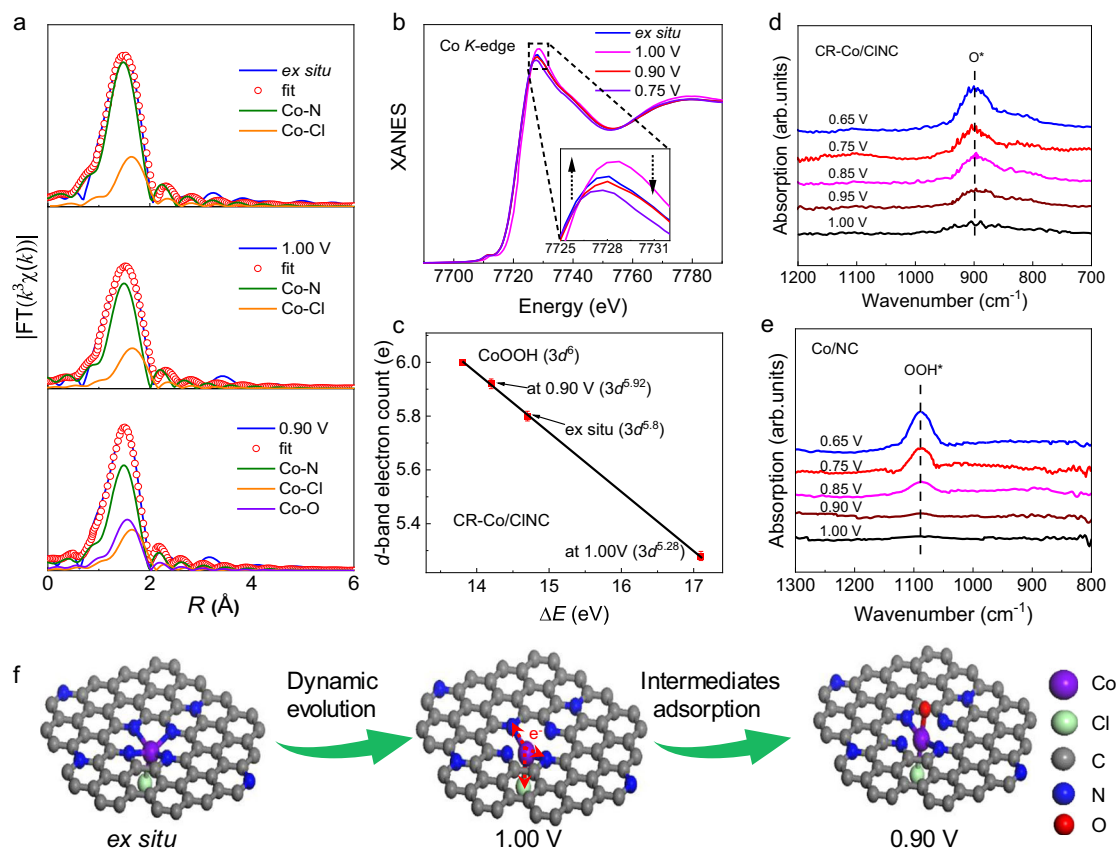 a
|FT(k³χ(k))|
ex situ
fit
Co-N
Co-Cl
1.00 V
fit
Co-N
Co-Cl
0.90 V
fit
Co-N
Co-Cl
Co-O
0 2 4 6
R (Å)
b
Co K-edge
ex situ
1.00 V
0.90 V
0.75 V
XANES
7725 7728 7731
7700 7720 7740 7760 7780
Energy (eV)
c
d-band electron count (e)
6.0
5.8
5.6
5.4
CoOOH (3d⁶)
at 0.90 V (3d⁵·⁹²)
ex situ (3d⁵·⁸)
CR-Co/ClNC
at 1.00V (3d⁵·²⁸)
14 15 16 17
ΔE (eV)
d
CR-Co/ClNC
O*
Absorption (arb.units)
0.65 V
0.75 V
0.85 V
0.95 V
1.00 V
1200 1100 1000 900 800 700
Wavenumber (cm⁻¹)
e
Co/NC
OOH*
Absorption (arb.units)
0.65 V
0.75 V
0.85 V
0.90 V
1.00 V
1300 1200 1100 1000 900 800
Wavenumber (cm⁻¹)
f
Dynamic
evolution
e⁻
Intermediates
adsorption
ex situ
1.00 V
0.90 V
Co
Cl
C
N
O